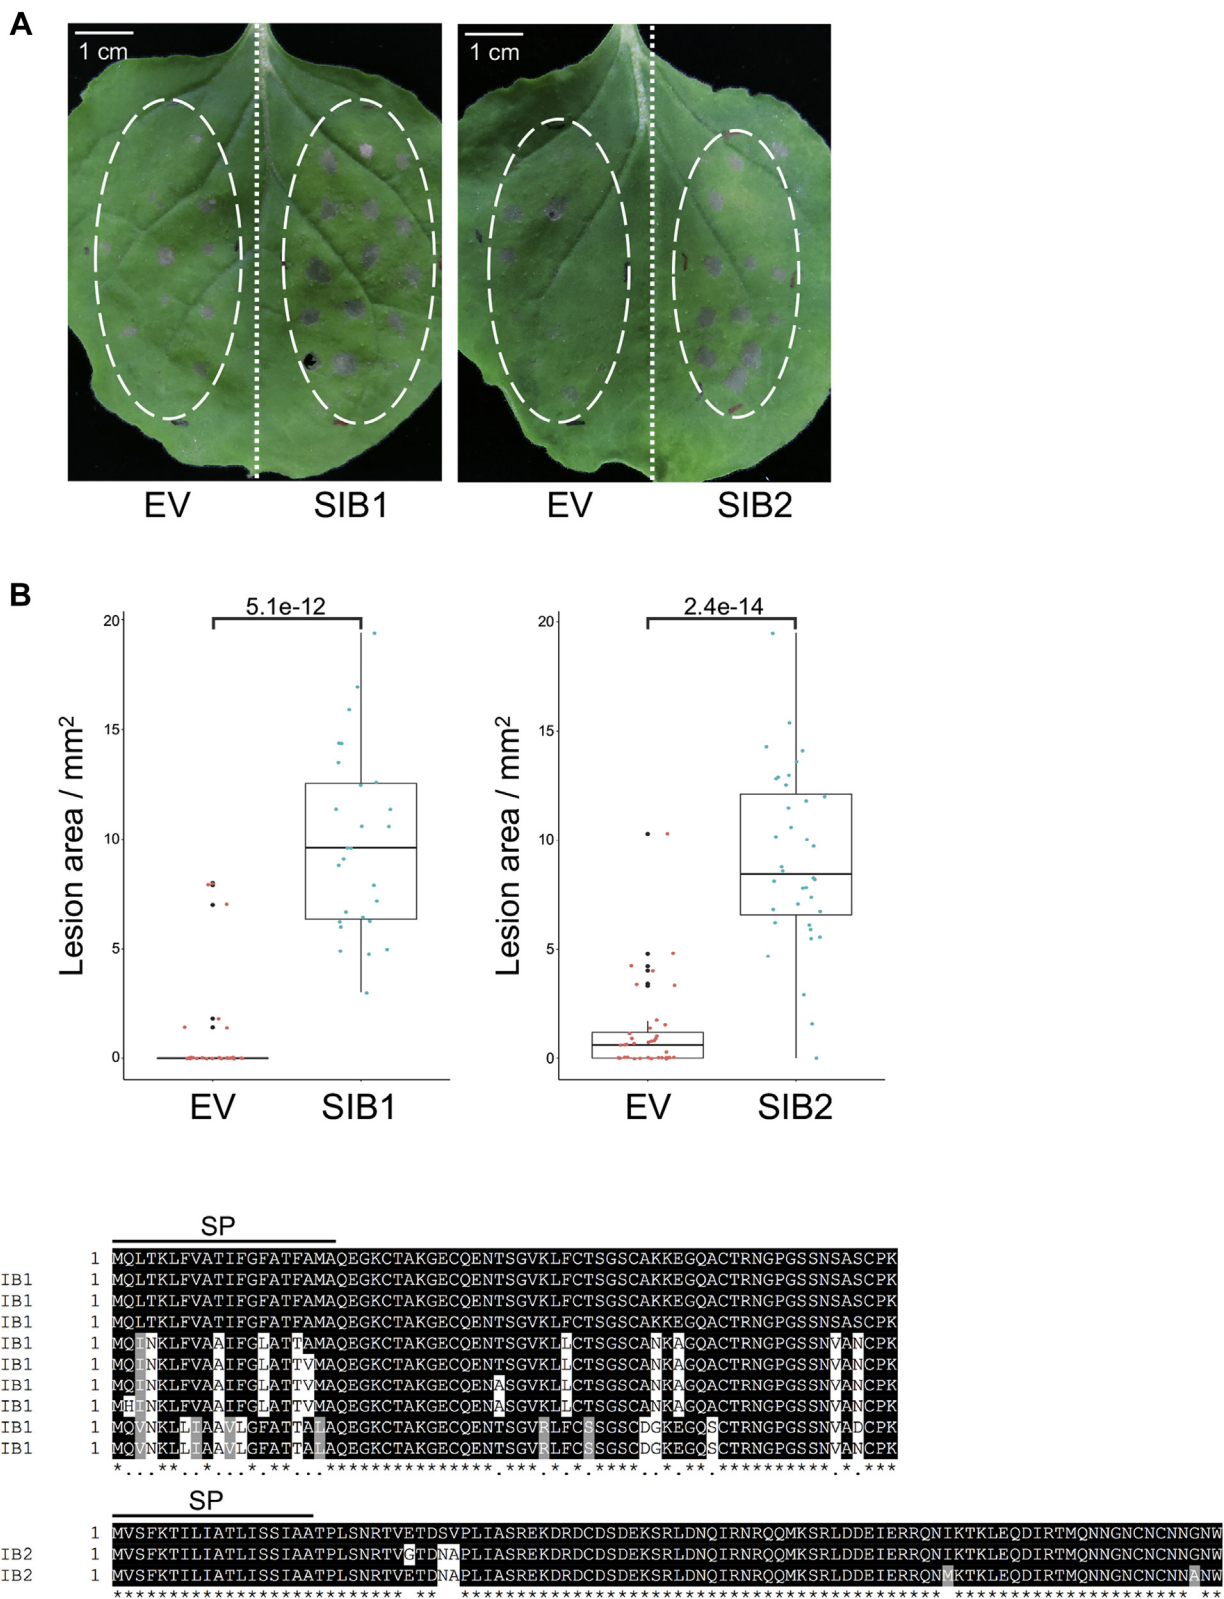 A
1 cm
1 cm
EV
SIB1
EV
SIB2
B
5.1e-12
2.4e-14
Lesion area / mm²
20
15
10
5
0
EV
SIB1
Lesion area / mm²
20
15
10
5
0
EV
SIB2
SP
1 MQLTKLFVATIFGFATFAMAQEGKCTAKGECQENTSGVKLFCTSGSCAKKEGQACTRNGPGSSNSASCPK
IB1 1 MQLTKLFVATIFGFATFAMAQEGKCTAKGECQENTSGVKLFCTSGSCAKKEGQACTRNGPGSSNSASCPK
IB1 1 MQLTKLFVATIFGFATFAMAQEGKCTAKGECQENTSGVKLFCTSGSCAKKEGQACTRNGPGSSNSASCPK
IB1 1 MQLTKLFVATIFGFATFAMAQEGKCTAKGECQENTSGVKLFCTSGSCAKKEGQACTRNGPGSSNSASCPK
IB1 1 MQINKLFVAAIFGLATTAMAQEGKCTAKGECQENTSGVKLLCTSGSCANKAGQACTRNGPGSSNVANCPK
IB1 1 MQINKLFVAAIFGLATTVMAQEGKCTAKGECQENTSGVKLLCTSGSCANKAGQACTRNGPGSSNVANCPK
IB1 1 MQINKLFVAAIFGLATTVMAQEGKCTAKGECQENASGVKLLCTSGSCANKAGQACTRNGPGSSNVANCPK
IB1 1 MHINKLFVAAIFGLATTVMAQEGKCTAKGECQENASGVKLLCTSGSCANKAGQACTRNGPGSSNVANCPK
IB1 1 MQVNKLLIAAVLGFATTALAQEGKCTAKGECQENTSGVRLFCSSGSCDGKEGQSCTRNGPGSSNVADCPK
IB1 1 MQVNKLLIAAVLGFATTALAQEGKCTAKGECQENTSGVRLFCSSGSCDGKEGQSCTRNGPGSSNVANCPK
SP
1 MVSFKTILIATLISSIAATPLSNRTVETDSVPLIASREKDRDCDSDEKSRLDNQIRNRQQMKSRLDDEIERRQNIKTKLEQDIRTMQNNGNCNCNNGNW
IB2 1 MVSFKTILIATLISSIAATPLSNRTVGTDNAPLIASREKDRDCDSDEKSRLDNQIRNRQQMKSRLDDEIERRQNIKTKLEQDIRTMQNNGNCNCNNGNW
IB2 1 MVSFKTILIATLISSIAATPLSNRTVETDNAPLIASREKDRDCDSDEKSRLDNQIRNRQQMKSRLDDEIERRQNMKTKLEQDIRTMQNNGNCNCNNANW